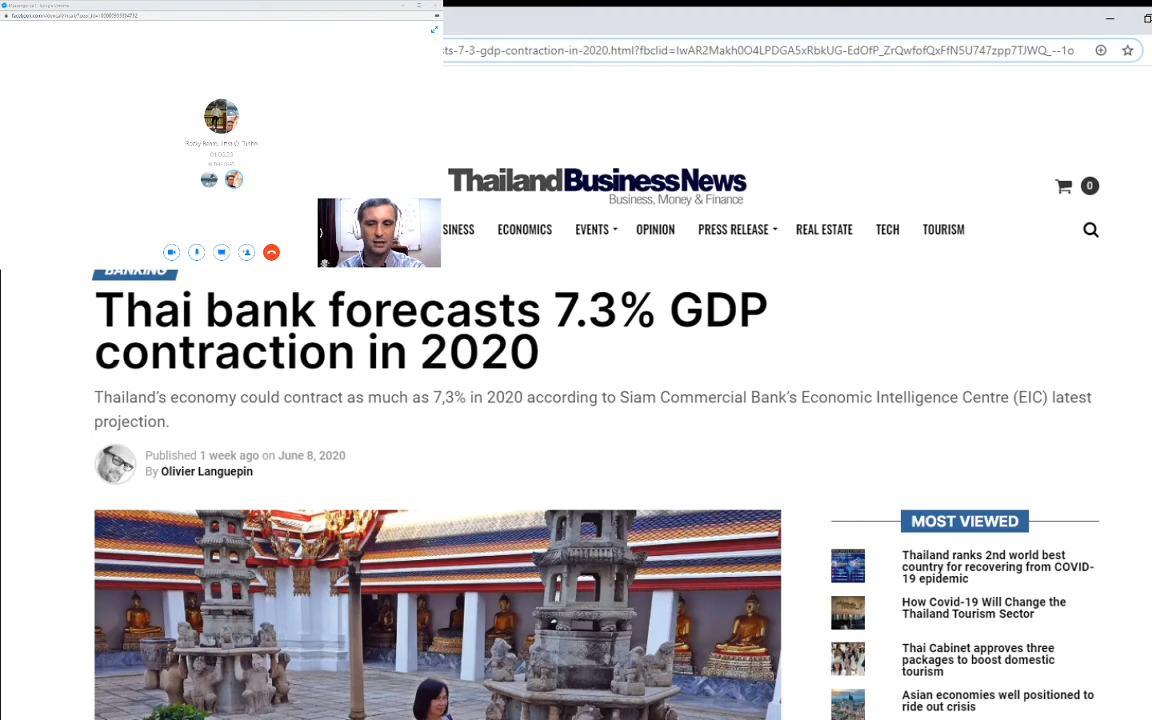 ts-7-3-gdp-contraction-in-2020.html?fbclid=IwAR2Makh0O4LPDGA5xRbkUG-EdOfP_ZrQwfofQxFfN5U747zpp7TJWQ_--1o
ThailandBusinessNews
Business, Money & Finance
0
SINESS ECONOMICS EVENTS OPINION PRESS RELEASE REAL ESTATE TECH TOURISM
BANKING
Thai bank forecasts 7.3% GDP
contraction in 2020
Thailand's economy could contract as much as 7,3% in 2020 according to Siam Commercial Bank's Economic Intelligence Centre (EIC) latest
projection.
Published 1 week ago on June 8, 2020
By Olivier Languepin
MOST VIEWED
Thailand ranks 2nd world best
country for recovering from COVID-
19 epidemic
How Covid-19 Will Change the
Thailand Tourism Sector
Thai Cabinet approves three
packages to boost domestic
tourism
Asian economies well positioned to
ride out crisis